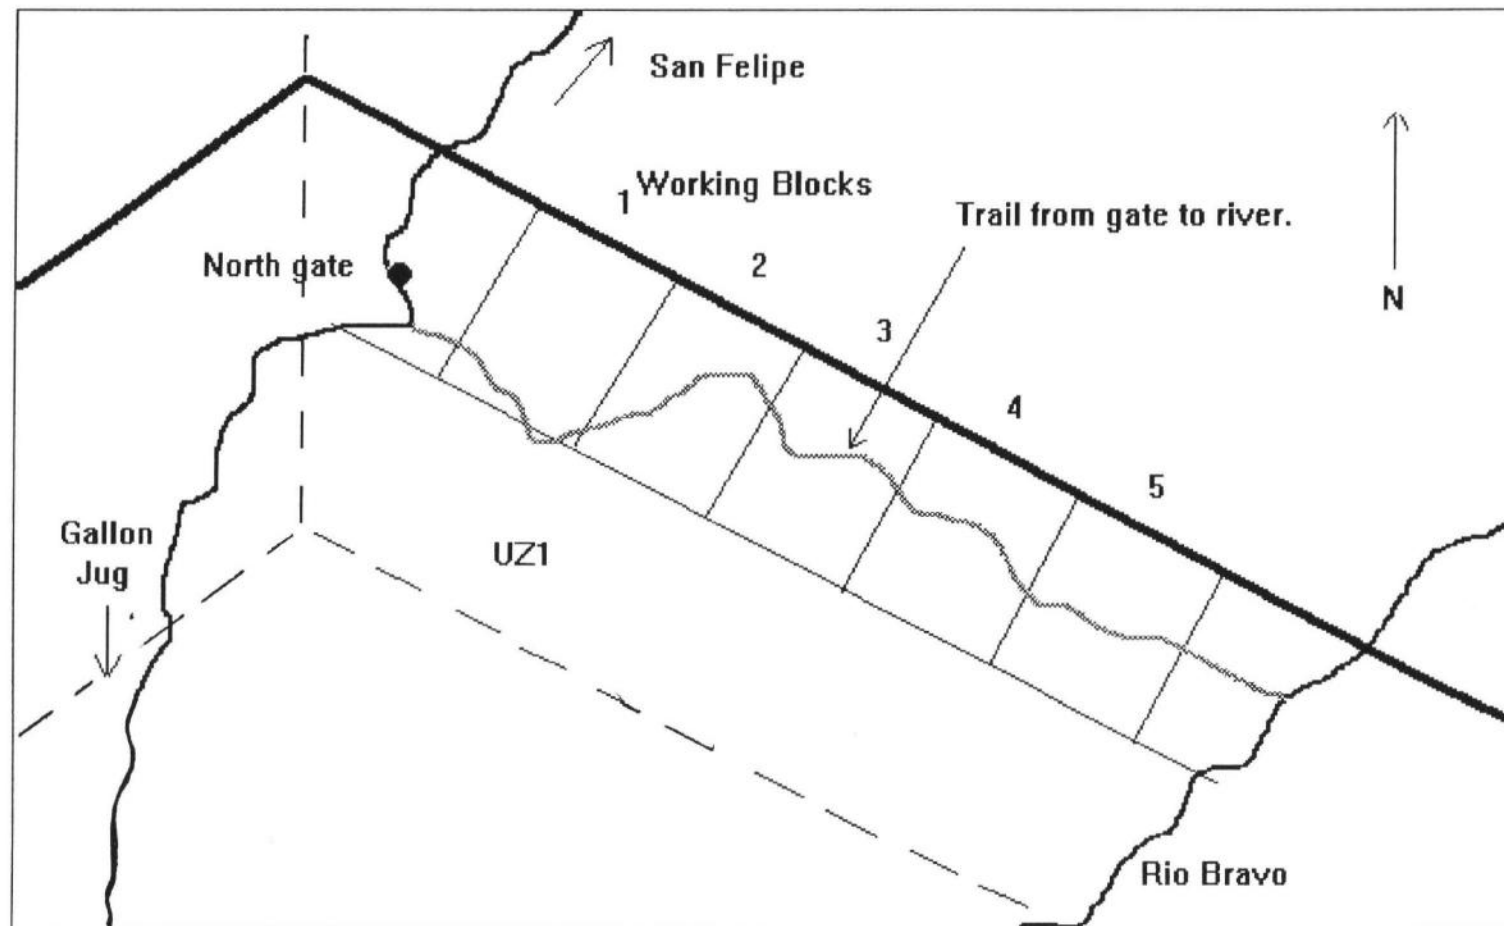 San Felipe
1 Working Blocks
Trail from gate to river.
North gate
2
N
3
4
5
Gallon
Jug
UZ1
Rio Bravo